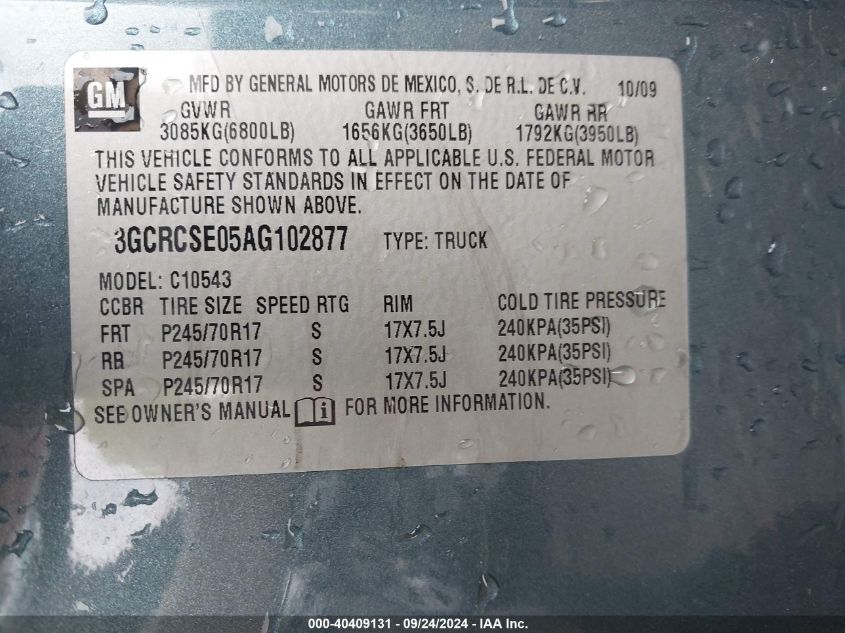 GM
MFD BY GENERAL MOTORS DE MEXICO, S. DE R.L. DE C.V. 10/09
GVWR GAWR FRT GAWR RR
3085KG(6800LB) 1656KG(3650LB) 1792KG(3950LB)
THIS VEHICLE CONFORMS TO ALL APPLICABLE U.S. FEDERAL MOTOR
VEHICLE SAFETY STANDARDS IN EFFECT ON THE DATE OF
MANUFACTURE SHOWN ABOVE.
3GCRCSE05AG102877 TYPE: TRUCK
MODEL: C10543
CCBR TIRE SIZE SPEED RTG RIM COLD TIRE PRESSURE
FRT P245/70R17 S 17X7.5J 240KPA(35PSI)
RR P245/70R17 S 17X7.5J 240KPA(35PSI)
SPA P245/70R17 S 17X7.5J 240KPA(35PSI)
SEE OWNER'S MANUAL i FOR MORE INFORMATION.
000-40409131 - 09/24/2024 - IAA Inc.